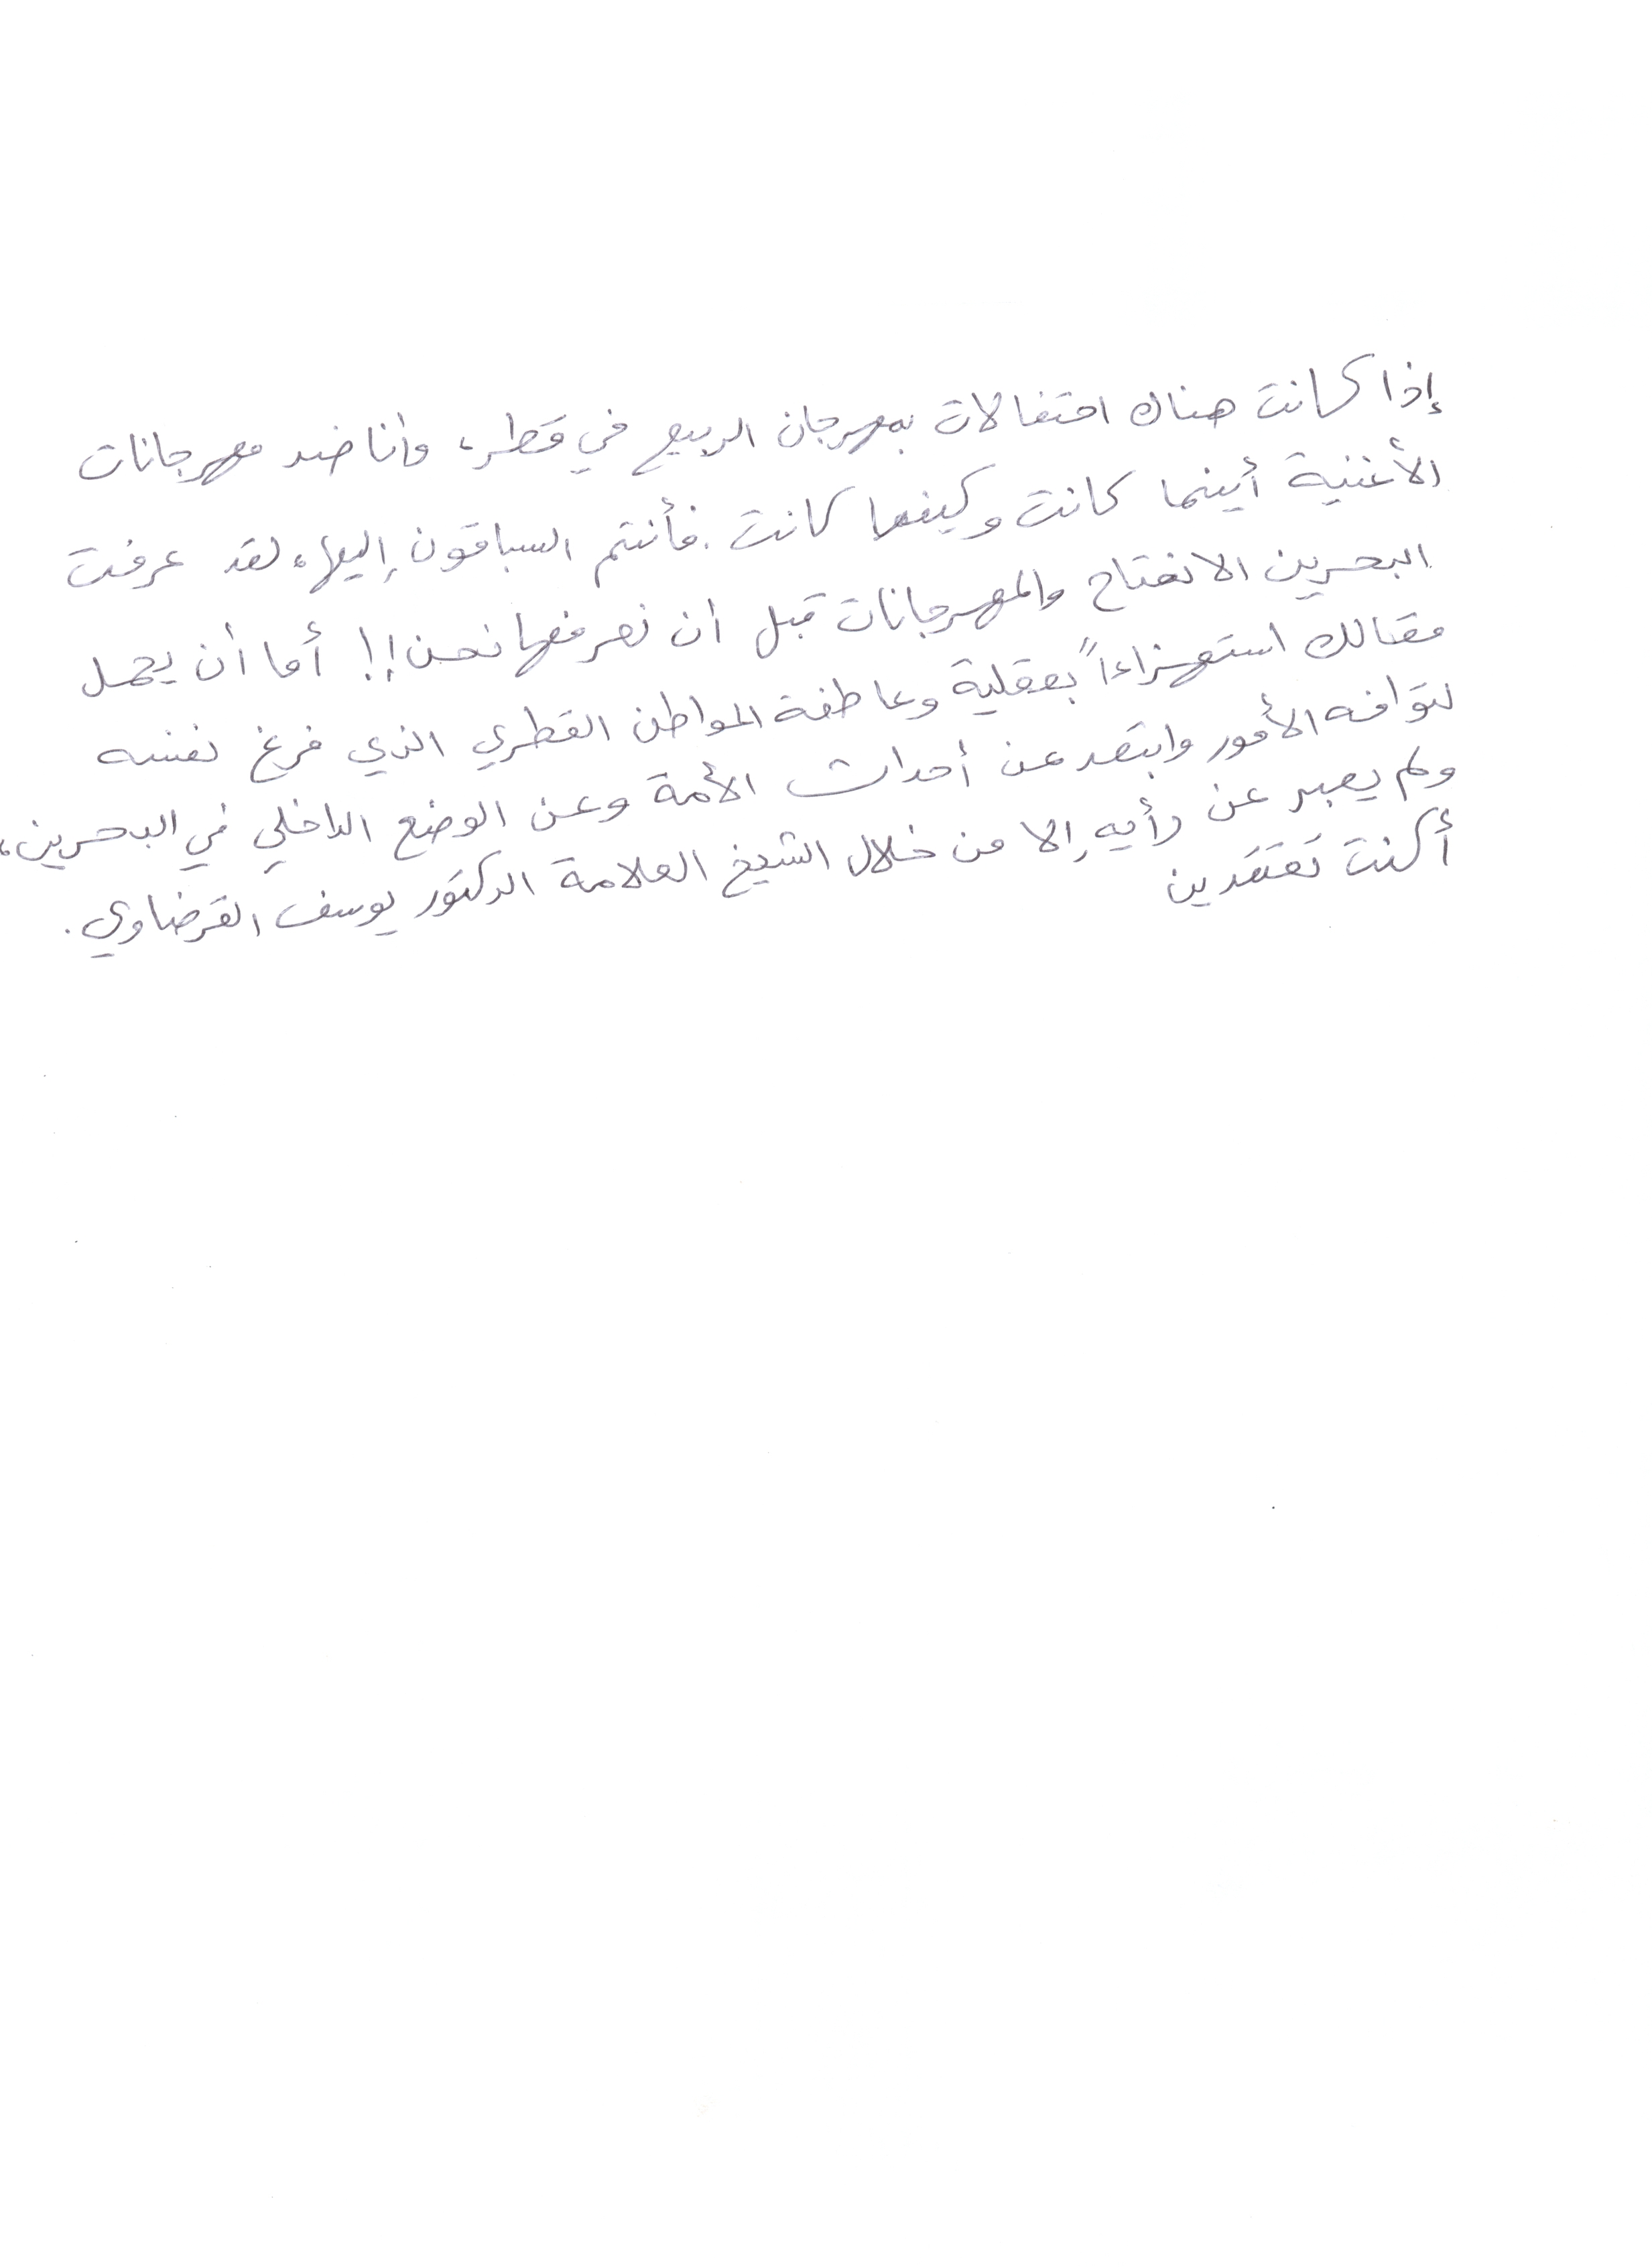 إذا كانت هناك احتفالات بمهرجان الربيع في قطر، وأنا ضد مهرجانات
الأغنية أينما كانت وكيفما كانت. فأنتم السباقون إليها، لقد عرفت
البحرين الانفتاح والمهرجانات قبل ان نعرفها نحن!! أما أن يحمل
مقالك استهزاءاً بعقلية وعاطفة المواطن القطري الذي فرغ نفسه
لتوافه الأمور وابتعد عن أحداث الأمة وعن الوضع الداخلي في البحرين،
ولم يعبر عن رأيه إلا من خلال الشيخ العلامة الدكتور يوسف القرضاوي.
أكنت تعتقدين